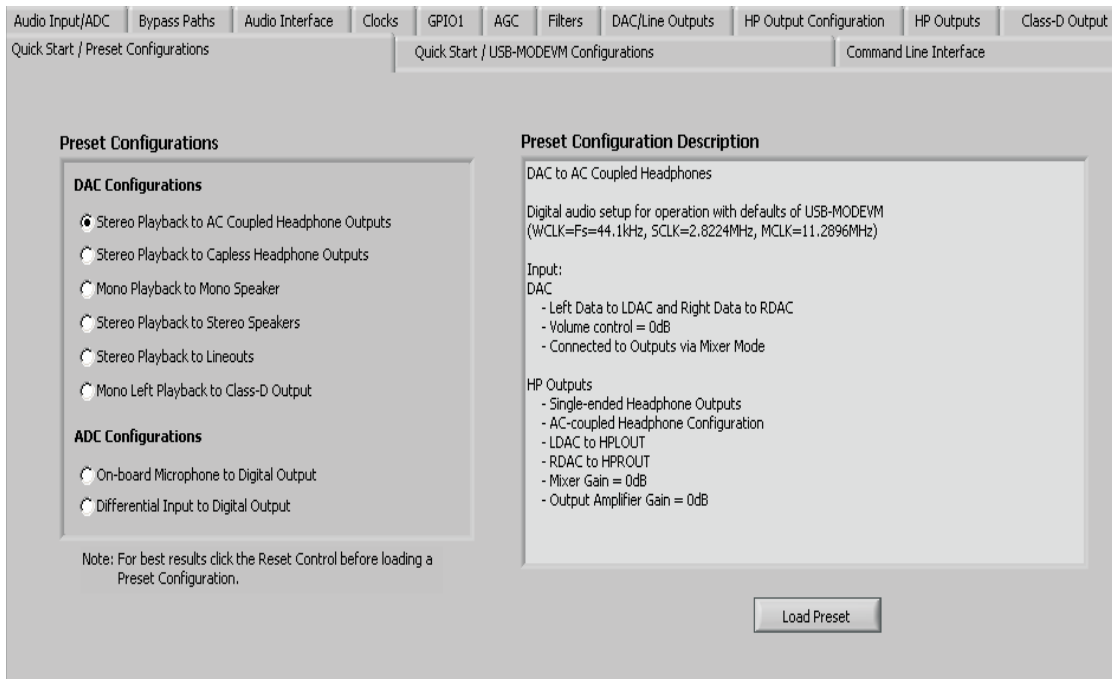 Audio Input/ADC
Bypass Paths
Audio Interface
Clocks
GPIO1
AGC
Filters
DAC/Line Outputs
HP Output Configuration
HP Outputs
Class-D Output
Quick Start / Preset Configurations
Quick Start / USB-MODEVM Configurations
Command Line Interface
Preset Configurations
DAC Configurations
Stereo Playback to AC Coupled Headphone Outputs
Stereo Playback to Capless Headphone Outputs
Mono Playback to Mono Speaker
Stereo Playback to Stereo Speakers
Stereo Playback to Lineouts
Mono Left Playback to Class-D Output
ADC Configurations
On-board Microphone to Digital Output
Differential Input to Digital Output
Note: For best results click the Reset Control before loading a
Preset Configuration.
Preset Configuration Description
DAC to AC Coupled Headphones
Digital audio setup for operation with defaults of USB-MODEVM
(WCLK=Fs=44.1kHz, SCLK=2.8224MHz, MCLK=11.2896MHz)
Input:
DAC
- Left Data to LDAC and Right Data to RDAC
- Volume control = 0dB
- Connected to Outputs via Mixer Mode
HP Outputs
- Single-ended Headphone Outputs
- AC-coupled Headphone Configuration
- LDAC to HPLOUT
- RDAC to HPROUT
- Mixer Gain = 0dB
- Output Amplifier Gain = 0dB
Load Preset